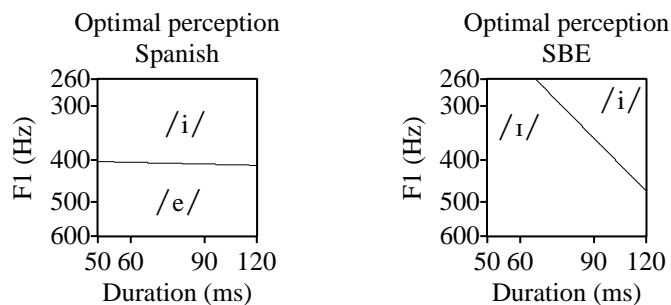 Optimal perception
Spanish
260
300
400
500
600
F1 (Hz)
/i/
/e/
50 60 90 120
Duration (ms)
Optimal perception
SBE
260
300
400
500
600
F1 (Hz)
/ɪ/
/i/
50 60 90 120
Duration (ms)